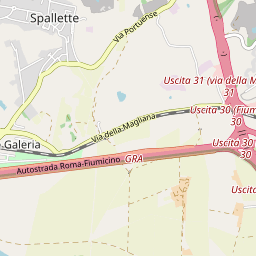 Spallette
Via Portuense
Uscita 31 (via della M
31
Uscita 30 (Fium
30
Via della Magliana
Galeria
Uscita 30
30
Autostrada Roma-Fiumicino
GRA
Uscita